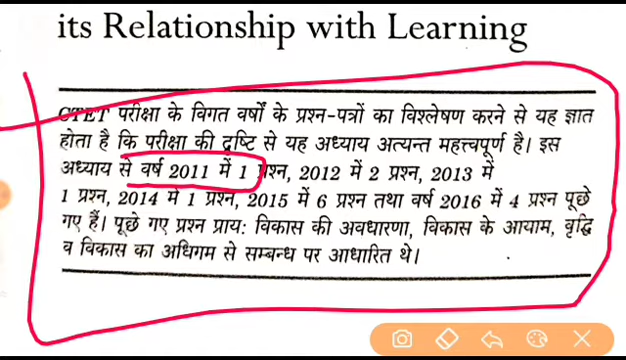 its Relationship with Learning
CTET परीक्षा के विगत वर्षों के प्रश्न-पत्रों का विश्लेषण करने से यह ज्ञात
होता है कि परीक्षा की दृष्टि से यह अध्याय अत्यन्त महत्त्वपूर्ण है। इस
अध्याय से वर्ष 2011 में 1 प्रश्न, 2012 में 2 प्रश्न, 2013 में
1 प्रश्न, 2014 में 1 प्रश्न, 2015 में 6 प्रश्न तथा वर्ष 2016 में 4 प्रश्न पूछे
गए हैं। पूछे गए प्रश्न प्राय: विकास की अवधारणा, विकास के आयाम, वृद्धि
व विकास का अधिगम से सम्बन्ध पर आधारित थे।